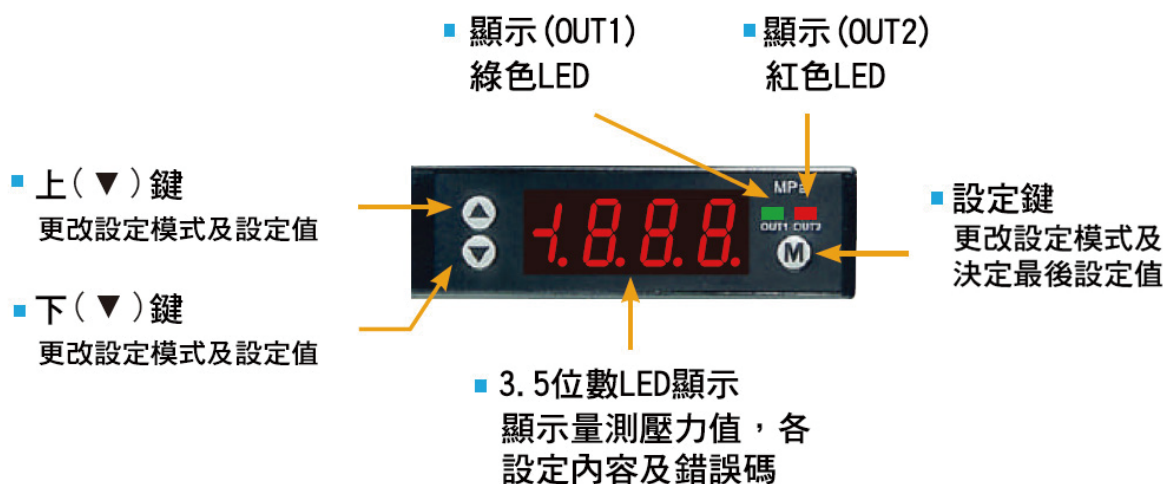 顯示(OUT1)
綠色LED
顯示(OUT2)
紅色LED
上(▼)鍵
更改設定模式及設定值
下(▼)鍵
更改設定模式及設定值
-1.8.8.8.
MPa
OUT1 OUT2
M
設定鍵
更改設定模式及
決定最後設定值
3.5位數LED顯示
顯示量測壓力值，各
設定內容及錯誤碼